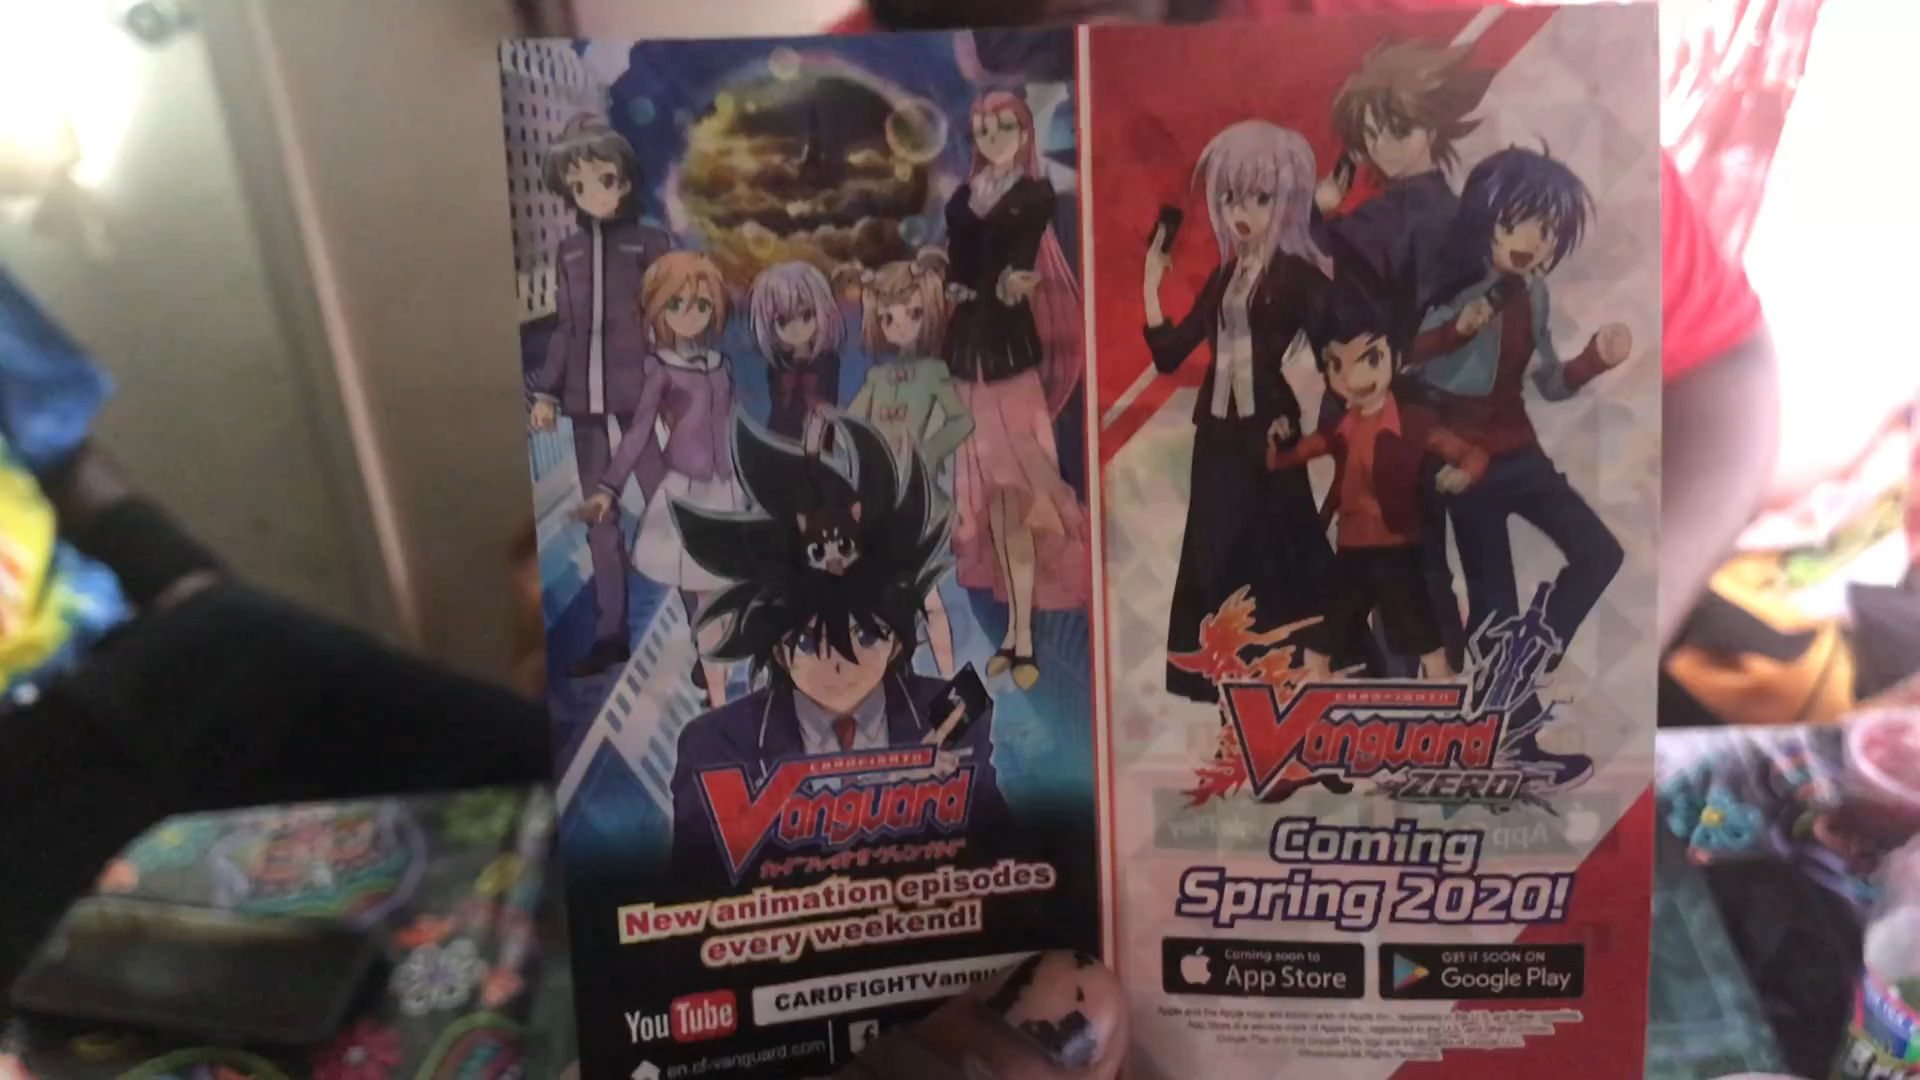 CARDFIGHT!!
Vanguard
New animation episodes
every weekend!
YouTube
CARDFIGHTVangu
en.cf-vanguard.com
CARDFIGHT!!
Vanguard
ZERO
Coming
Spring 2020!
Coming soon to
App Store
GET IT SOON ON
Google Play